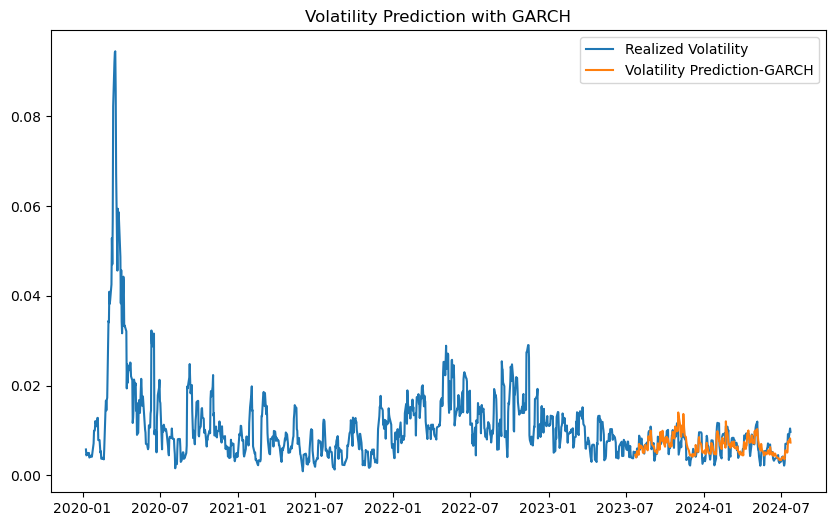 Volatility Prediction with GARCH
Realized Volatility
Volatility Prediction-GARCH
0.08
0.06
0.04
0.02
0.00
2020-01 2020-07 2021-01 2021-07 2022-01 2022-07 2023-01 2023-07 2024-01 2024-07